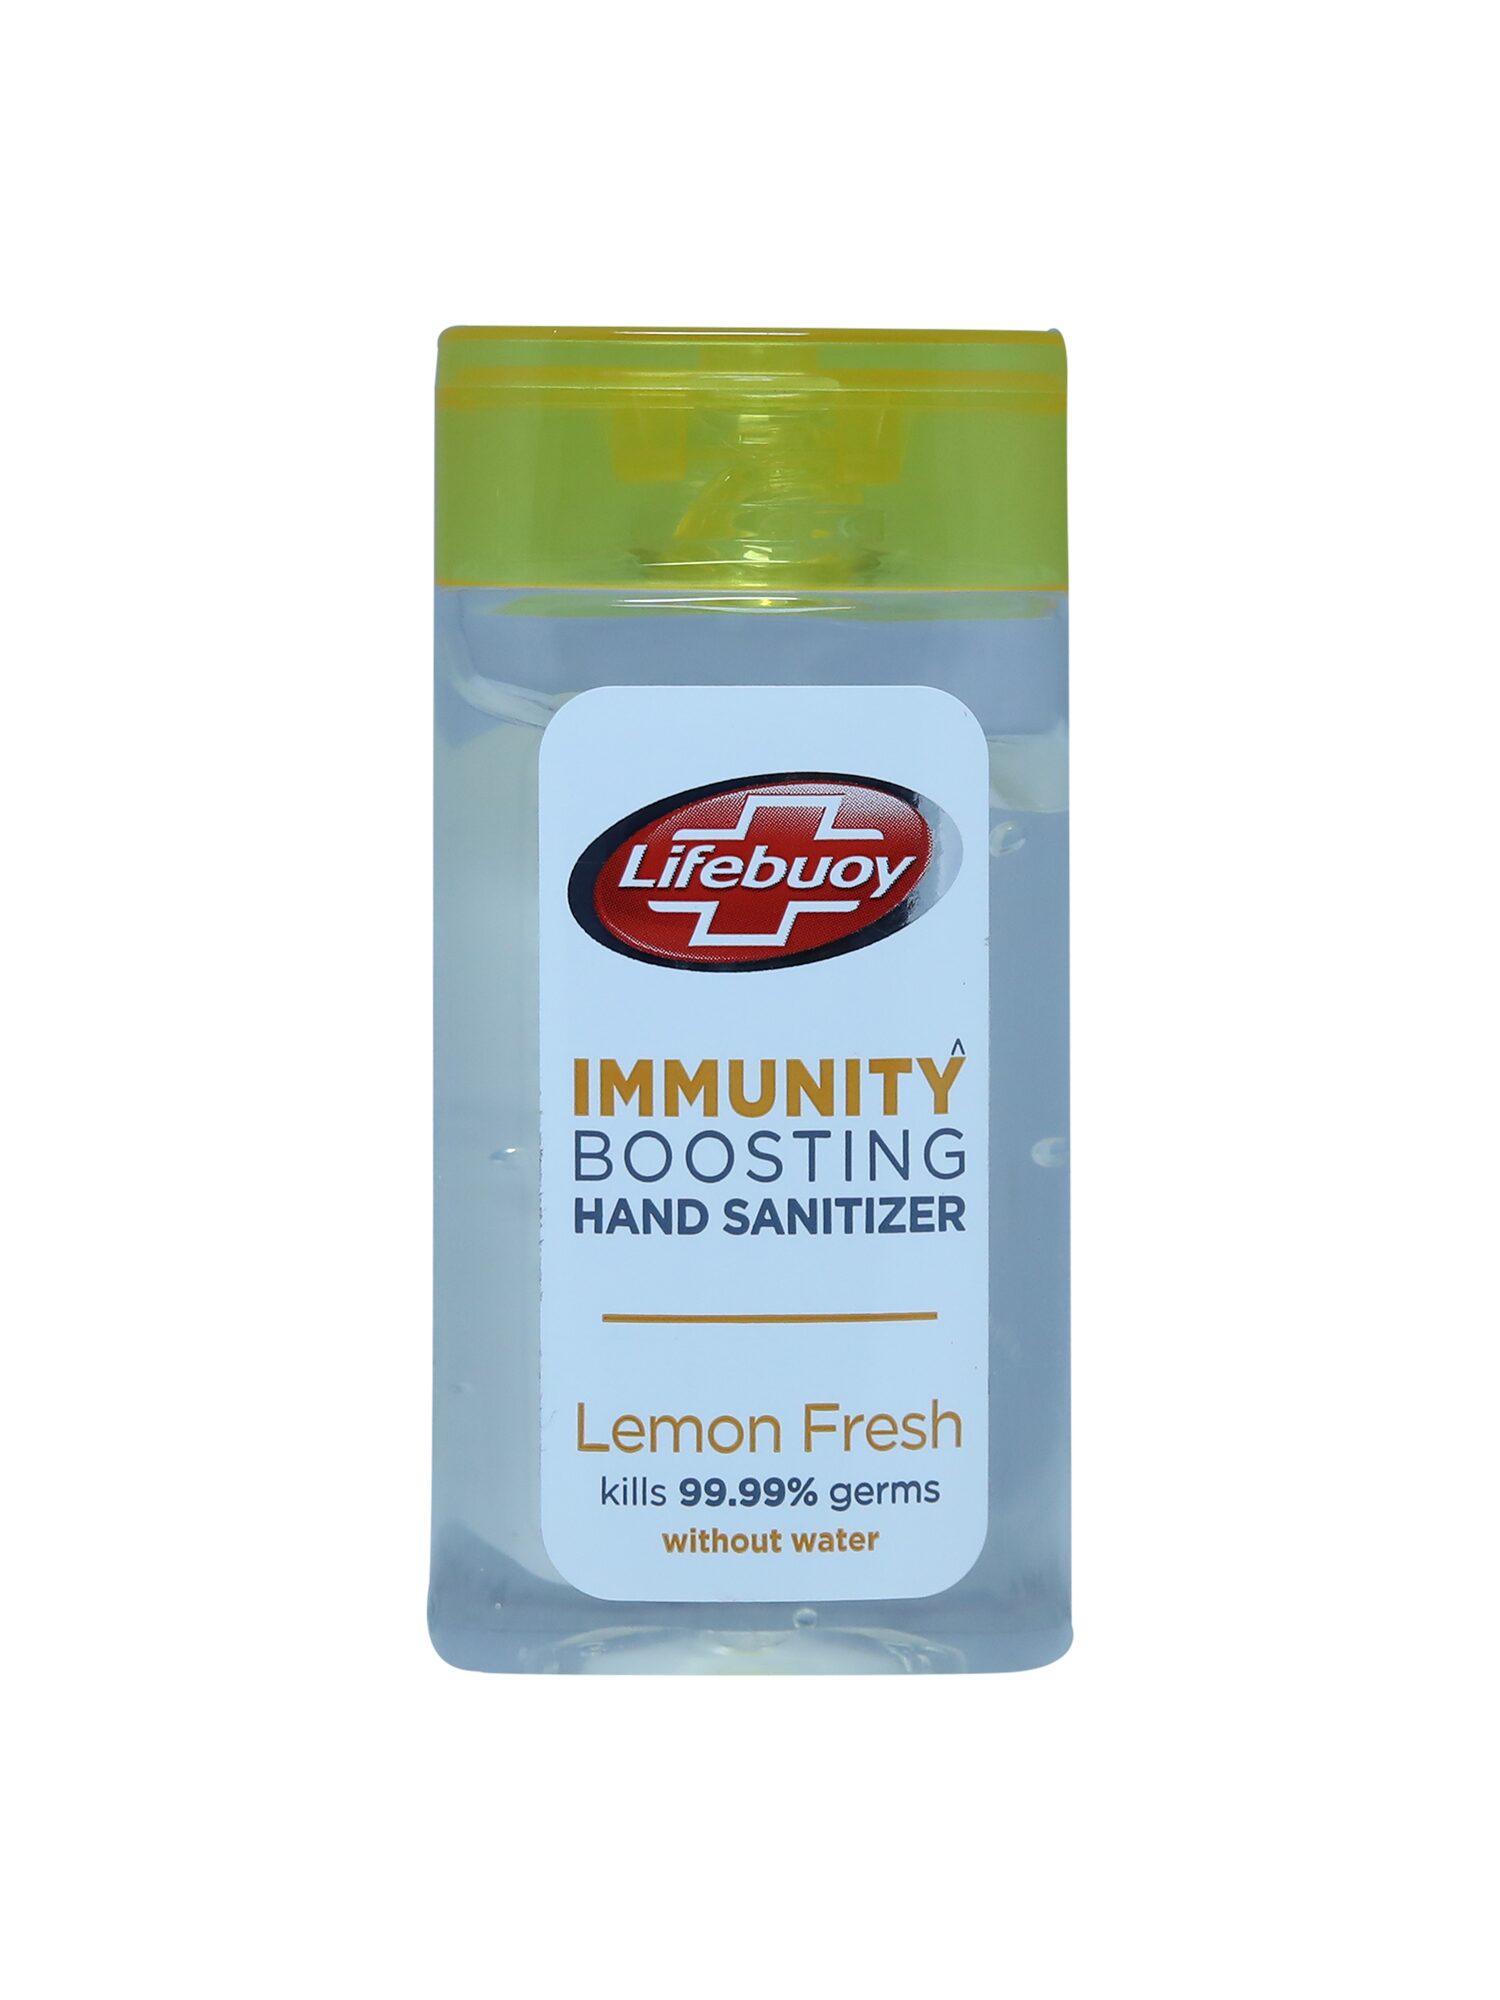 Lifebuoy
IMMUNITY^
BOOSTING
HAND SANITIZER
Lemon Fresh
kills 99.99% germs
without water